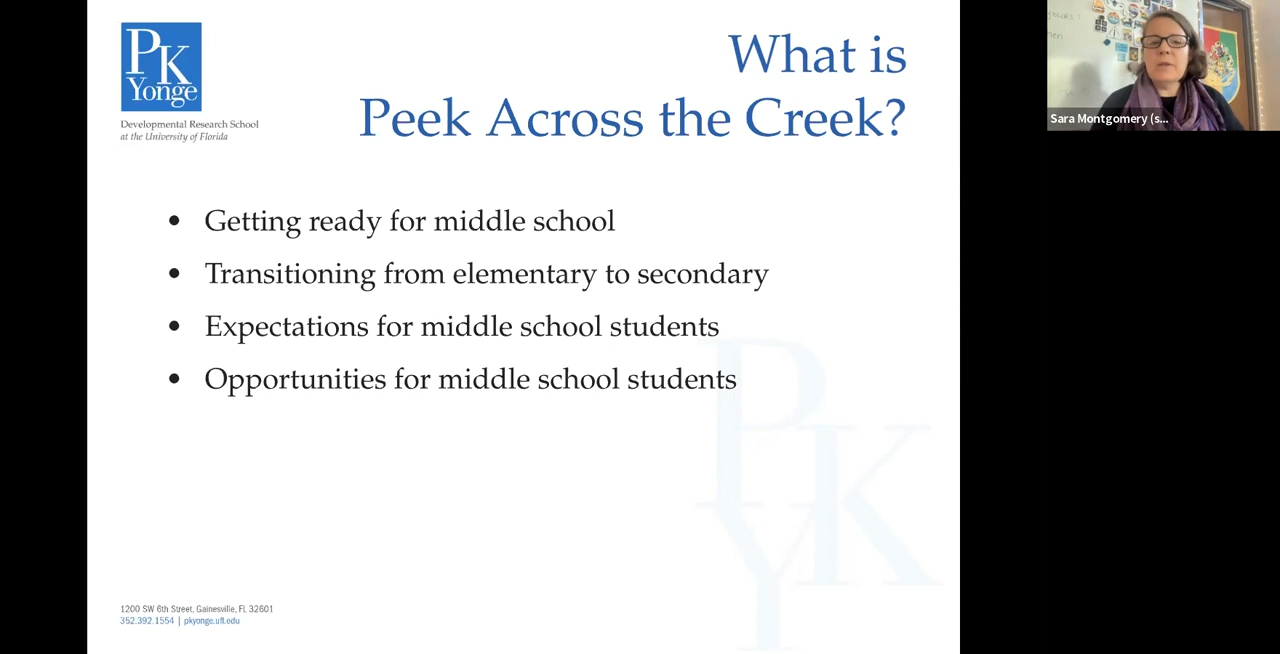 PK
Yonge
Developmental Research School
at the University of Florida
What is
Peek Across the Creek?
• Getting ready for middle school
• Transitioning from elementary to secondary
• Expectations for middle school students
• Opportunities for middle school students
PK
Y
1200 SW 6th Street, Gainesville, FL 32601
352.392.1554 | pkyonge.ufl.edu
Sara Montgomery (s...